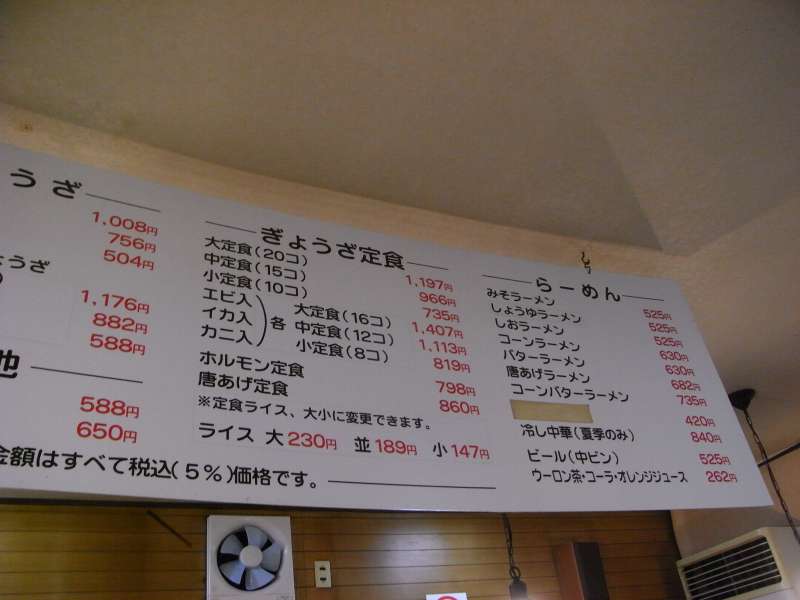 うざ
1,008円
756円
504円
ょうざ
1,176円
882円
588円
他
588円
650円
ぎょうざ定食
大定食(20コ) 1,197円
中定食(15コ) 966円
小定食(10コ) 735円
エビ入 大定食(16コ) 1,407円
イカ入 各 中定食(12コ) 1,113円
カニ入 小定食(8コ) 819円
ホルモン定食 798円
唐あげ定食 860円
※定食ライス、大小に変更できます。
ライス 大230円 並189円 小147円
らーめん
みそラーメン 525円
しょうゆラーメン 525円
しおラーメン 525円
コーンラーメン 630円
バターラーメン 630円
唐あげラーメン 682円
コーンバターラーメン 735円
420円
冷し中華(夏季のみ) 840円
ビール(中ビン) 525円
ウーロン茶・コーラ・オレンジジュース 262円
金額はすべて税込(5%)価格です。